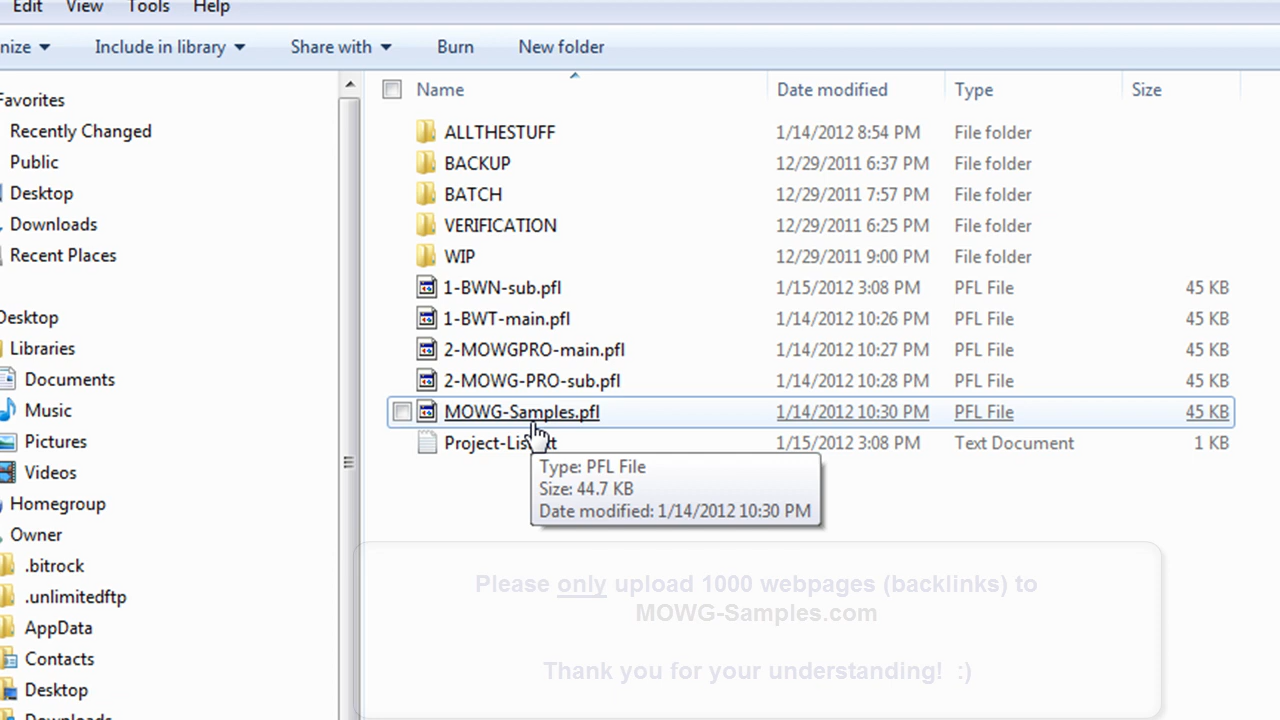 Edit View Tools Help
nize Include in library Share with Burn New folder
Name Date modified Type Size
Favorites
Recently Changed
Public
Desktop
Downloads
Recent Places
Desktop
Libraries
Documents
Music
Pictures
Videos
Homegroup
Owner
.bitrock
.unlimitedftp
AppData
Contacts
Desktop
Downloads
ALLTHESTUFF 1/14/2012 8:54 PM File folder
BACKUP 12/29/2011 6:37 PM File folder
BATCH 12/29/2011 7:57 PM File folder
VERIFICATION 12/29/2011 6:25 PM File folder
WIP 12/29/2011 9:00 PM File folder
1-BWN-sub.pfl 1/15/2012 3:08 PM PFL File 45 KB
1-BWT-main.pfl 1/14/2012 10:26 PM PFL File 45 KB
2-MOWGPRO-main.pfl 1/14/2012 10:27 PM PFL File 45 KB
2-MOWG-PRO-sub.pfl 1/14/2012 10:28 PM PFL File 45 KB
MOWG-Samples.pfl 1/14/2012 10:30 PM PFL File 45 KB
Project-Lis xt 1/15/2012 3:08 PM Text Document 1 KB
Type: PFL File
Size: 44.7 KB
Date modified: 1/14/2012 10:30 PM
Please only upload 1000 webpages (backlinks) to
MOWG-Samples.com
Thank you for your understanding! :)